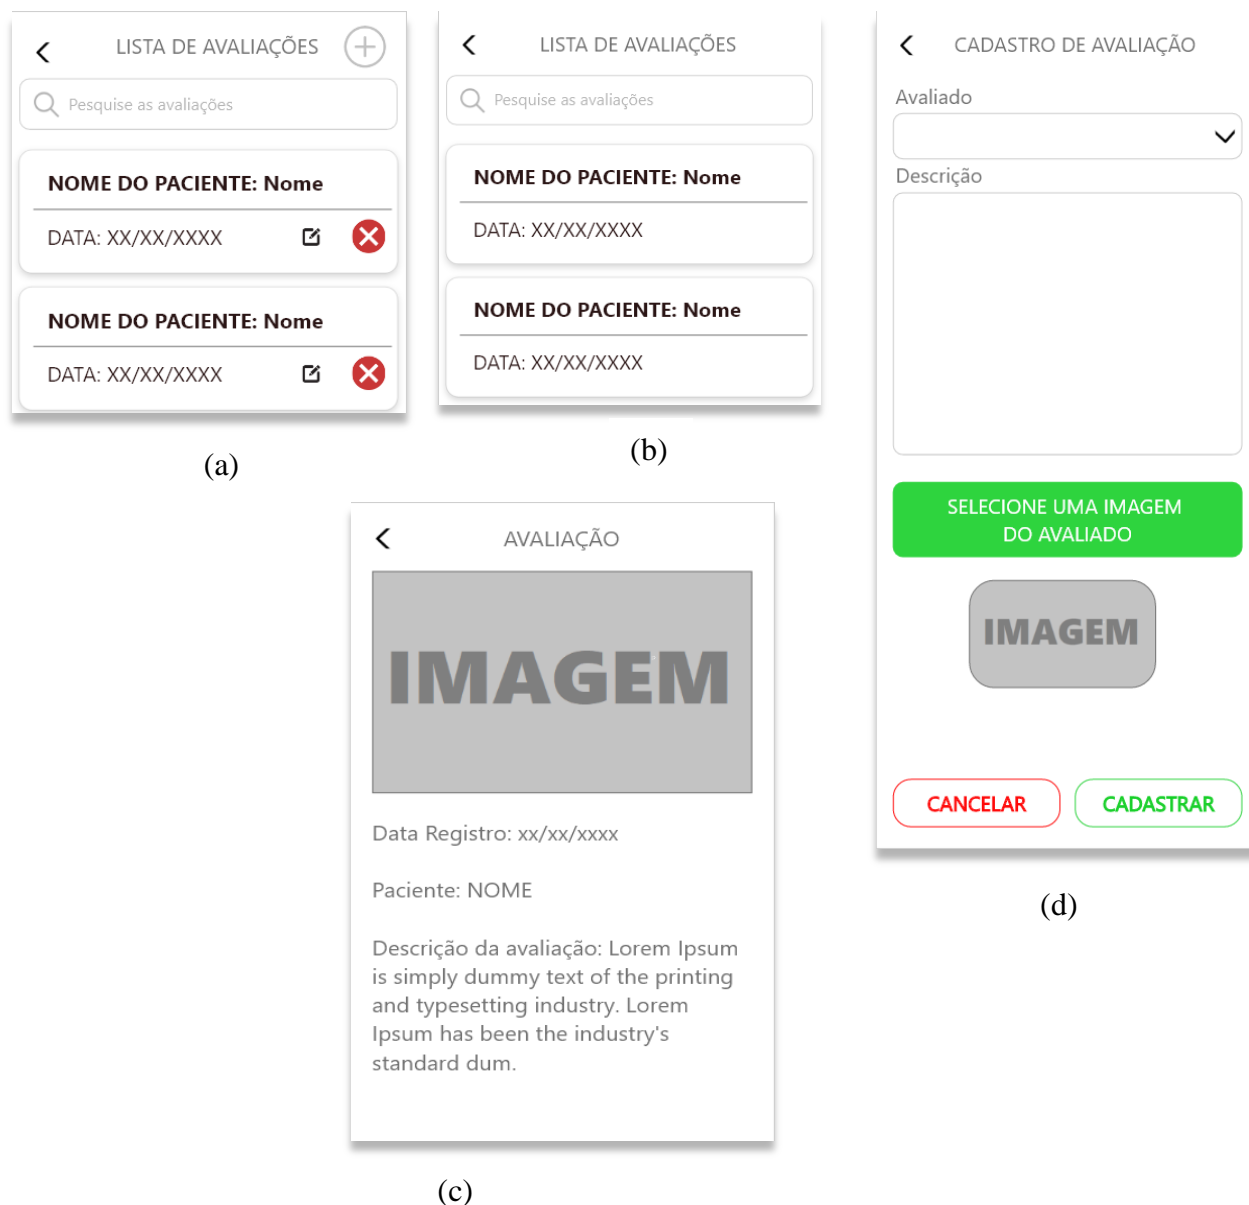 LISTA DE AVALIAÇÕES
Pesquise as avaliações
NOME DO PACIENTE: Nome
DATA: XX/XX/XXXX
NOME DO PACIENTE: Nome
DATA: XX/XX/XXXX
(a)
LISTA DE AVALIAÇÕES
Pesquise as avaliações
NOME DO PACIENTE: Nome
DATA: XX/XX/XXXX
NOME DO PACIENTE: Nome
DATA: XX/XX/XXXX
(b)
AVALIAÇÃO
IMAGEM
Data Registro: xx/xx/xxxx
Paciente: NOME
Descrição da avaliação: Lorem Ipsum
is simply dummy text of the printing
and typesetting industry. Lorem
Ipsum has been the industry's
standard dum.
(c)
CADASTRO DE AVALIAÇÃO
Avaliado
Descrição
SELECIONE UMA IMAGEM
DO AVALIADO
IMAGEM
CANCELAR
CADASTRAR
(d)